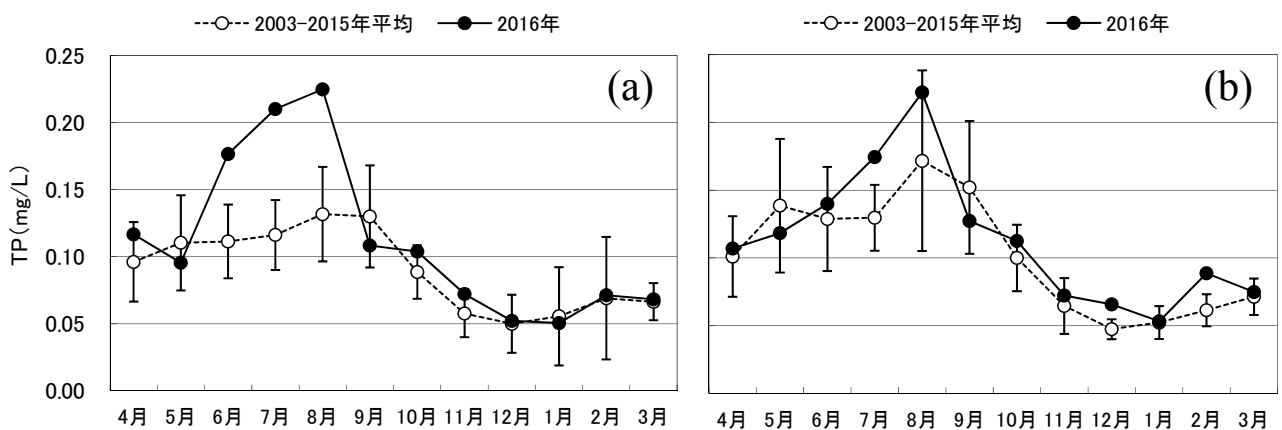 2003-2015年平均 2016年 2003-2015年平均 2016年
0.25
0.20
0.15
0.10
0.05
0.00
TP(mg/L)
(a)
(b)
4月 5月 6月 7月 8月 9月 10月 11月 12月 1月 2月 3月
4月 5月 6月 7月 8月 9月 10月 11月 12月 1月 2月 3月